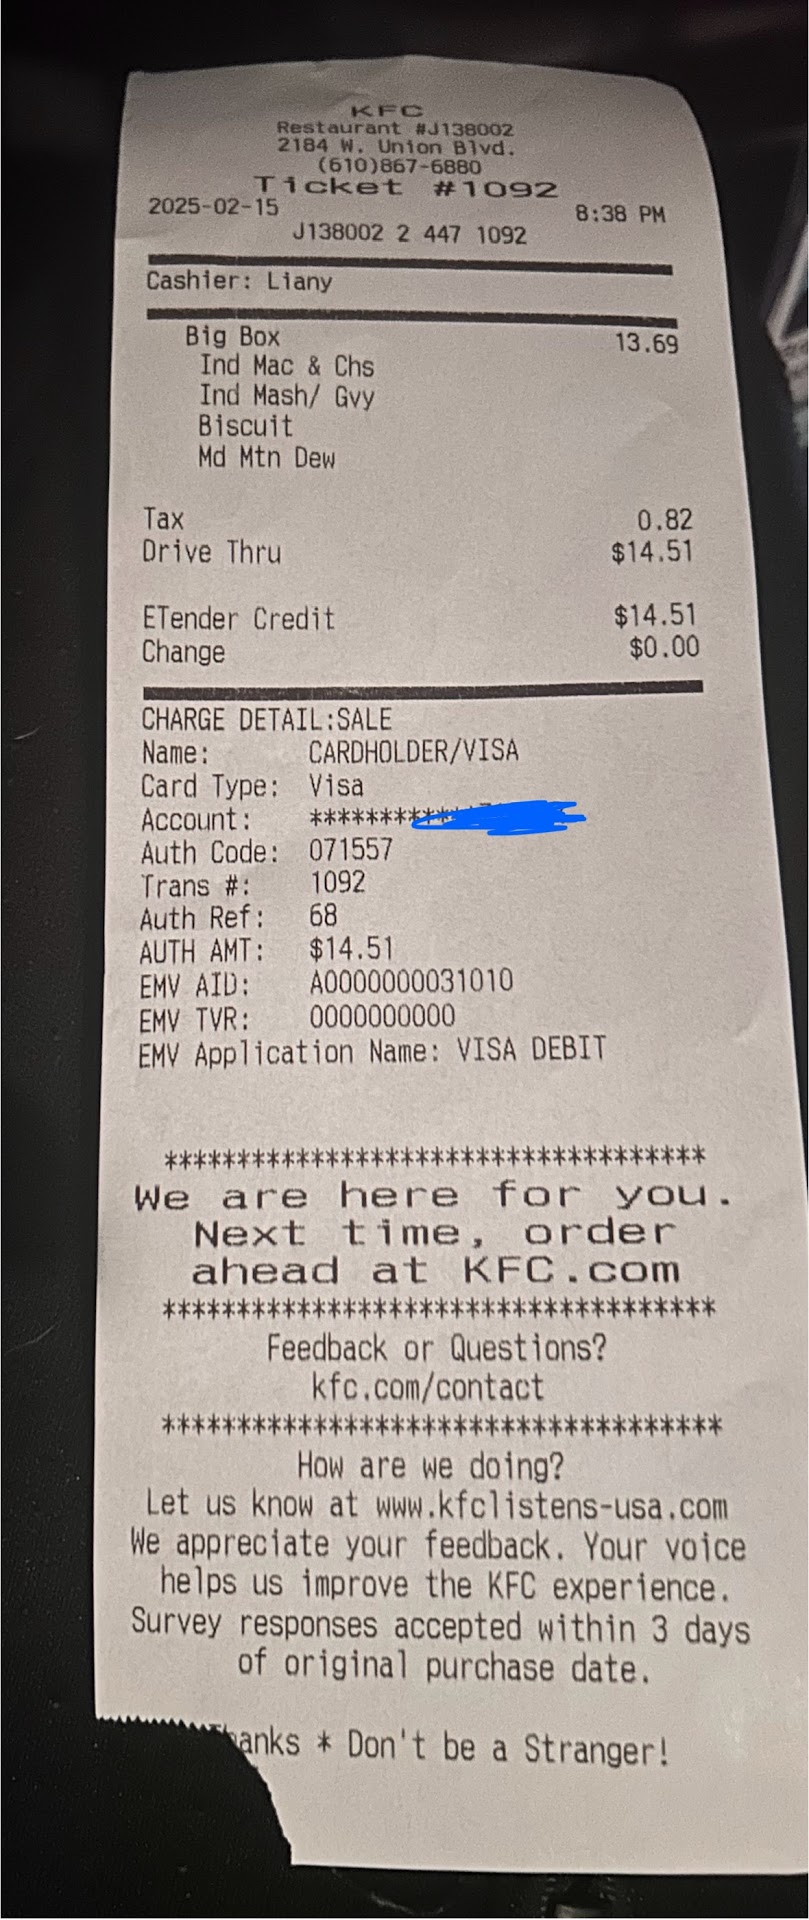 KFC
Restaurant #J138002
2184 W. Union Blvd.
(610)867-6880
Ticket #1092
2025-02-15 8:38 PM
J138002 2 447 1092
Cashier: Liany
Big Box 13.69
Ind Mac & Chs
Ind Mash/ Gvy
Biscuit
Md Mtn Dew
Tax 0.82
Drive Thru $14.51
ETender Credit $14.51
Change $0.00
CHARGE DETAIL:SALE
Name: CARDHOLDER/VISA
Card Type: Visa
Account: ************
Auth Code: 071557
Trans #: 1092
Auth Ref: 68
AUTH AMT: $14.51
EMV AID: A0000000031010
EMV TVR: 0000000000
EMV Application Name: VISA DEBIT
*************************************
We are here for you.
Next time, order
ahead at KFC.com
*************************************
Feedback or Questions?
kfc.com/contact
*************************************
How are we doing?
Let us know at www.kfclistens-usa.com
We appreciate your feedback. Your voice
helps us improve the KFC experience.
Survey responses accepted within 3 days
of original purchase date.
hanks * Don't be a Stranger!